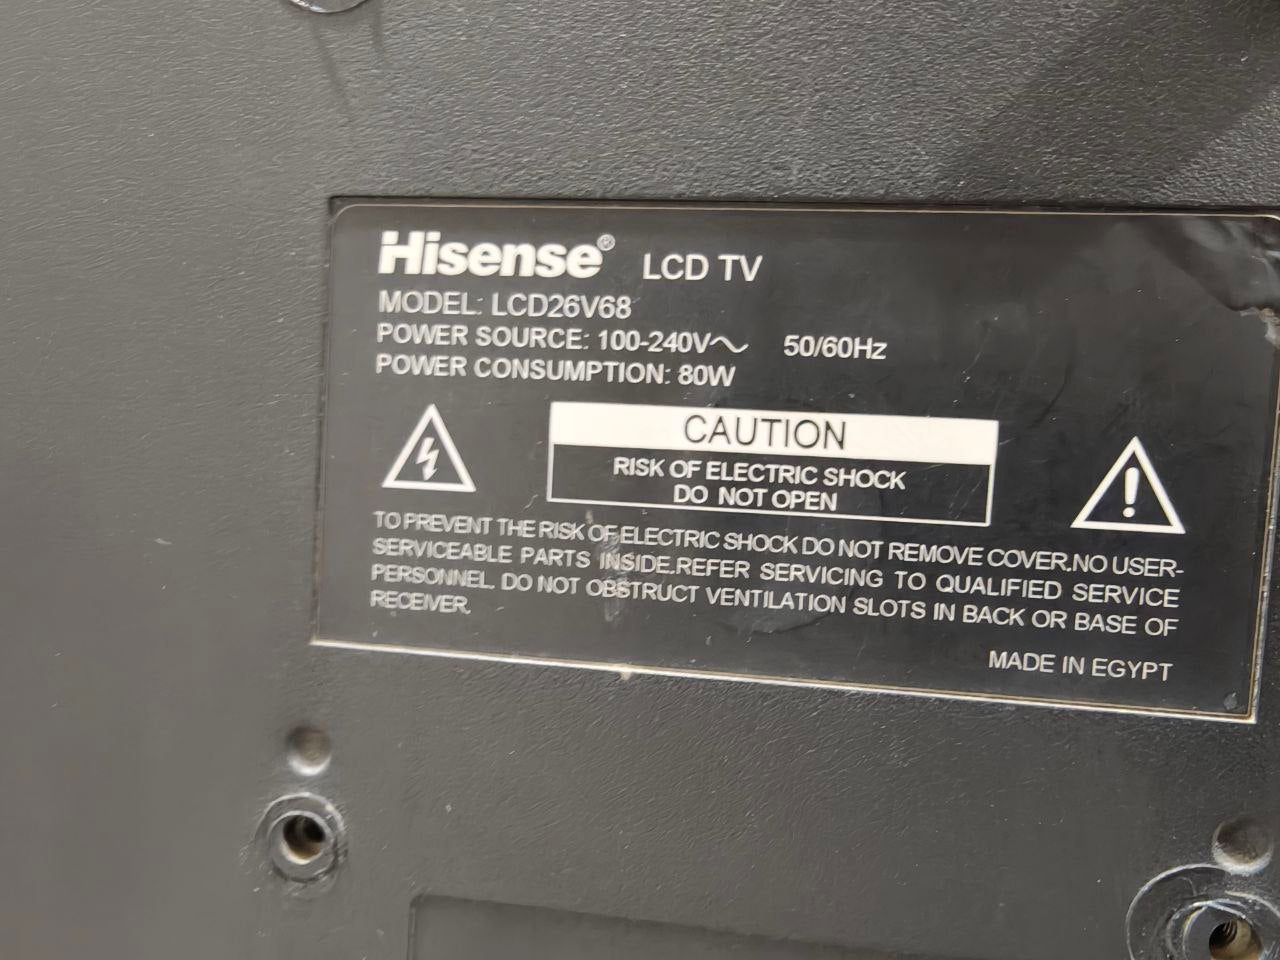 Hisense® LCD TV
MODEL: LCD26V68
POWER SOURCE: 100-240V~ 50/60Hz
POWER CONSUMPTION: 80W
CAUTION
RISK OF ELECTRIC SHOCK
DO NOT OPEN
TO PREVENT THE RISK OF ELECTRIC SHOCK DO NOT REMOVE COVER.NO USER-
SERVICEABLE PARTS INSIDE.REFER SERVICING TO QUALIFIED SERVICE
PERSONNEL. DO NOT OBSTRUCT VENTILATION SLOTS IN BACK OR BASE OF
RECEIVER.
MADE IN EGYPT